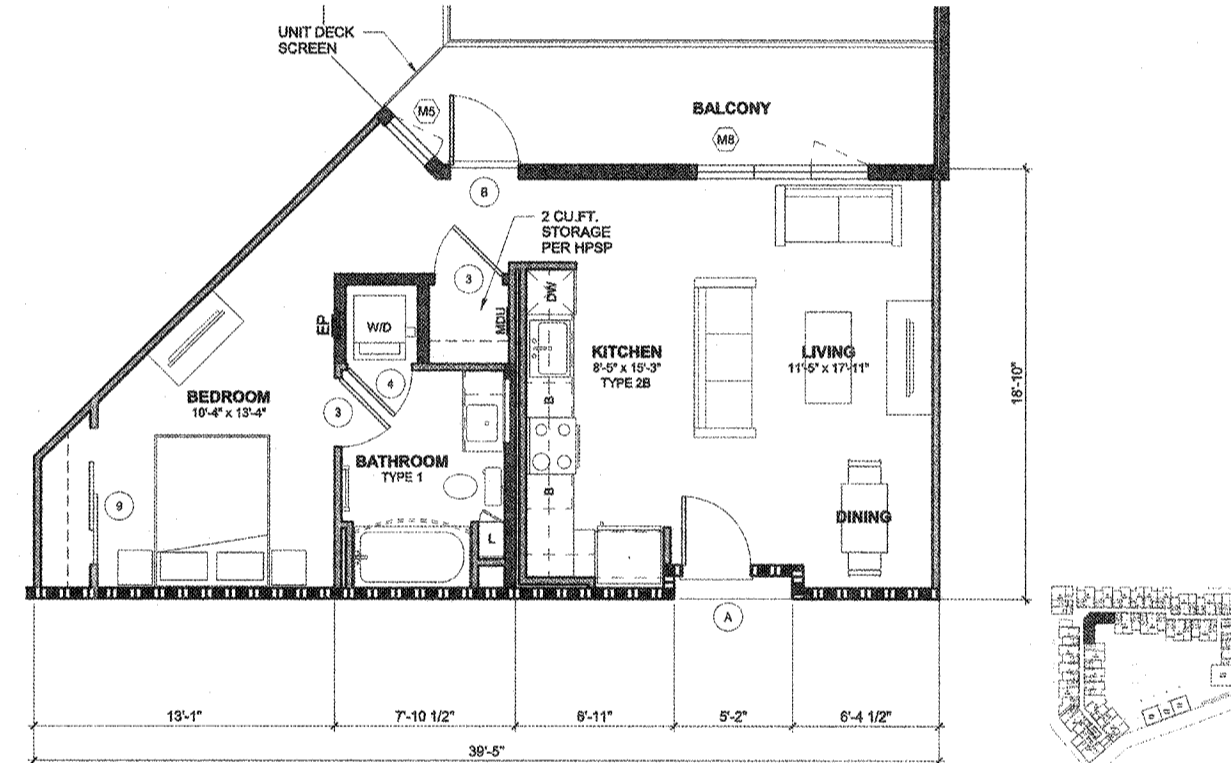 UNIT DECK
SCREEN
M5
BALCONY
M8
8
2 CU.FT.
STORAGE
PER HPSP
3
DW
EP
W/D
MDU
KITCHEN
8'-5" x 15'-3"
TYPE 2B
LIVING
11'-5" x 17'-11"
18'-10"
4
BEDROOM
10'-4" x 13'-4"
B
3
BATHROOM
TYPE 1
9
B
DINING
L
A
13'-1"
7'-10 1/2"
6'-11"
5'-2"
6'-4 1/2"
39'-5"